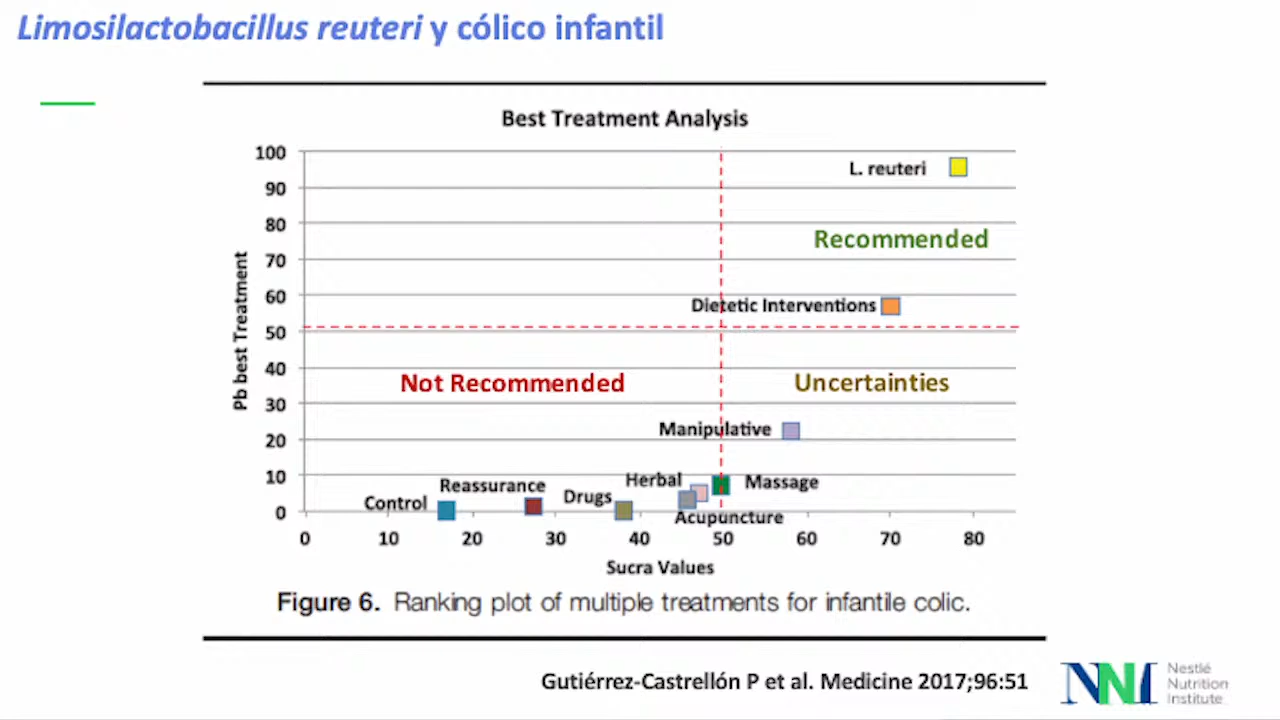 Limosilactobacillus reuteri y cólico infantil
Best Treatment Analysis
100
90
80
70
60
50
40
30
20
10
0
Pb best Treatment
L. reuteri
Recommended
Dietetic Interventions
Not Recommended
Uncertainties
Manipulative
Massage
Herbal
Reassurance
Drugs
Control
Acupuncture
0 10 20 30 40 50 60 70 80
Sucra Values
Figure 6. Ranking plot of multiple treatments for infantile colic.
Gutiérrez-Castrellón P et al. Medicine 2017;96:51
NNI
Nestlé
Nutrition
Institute